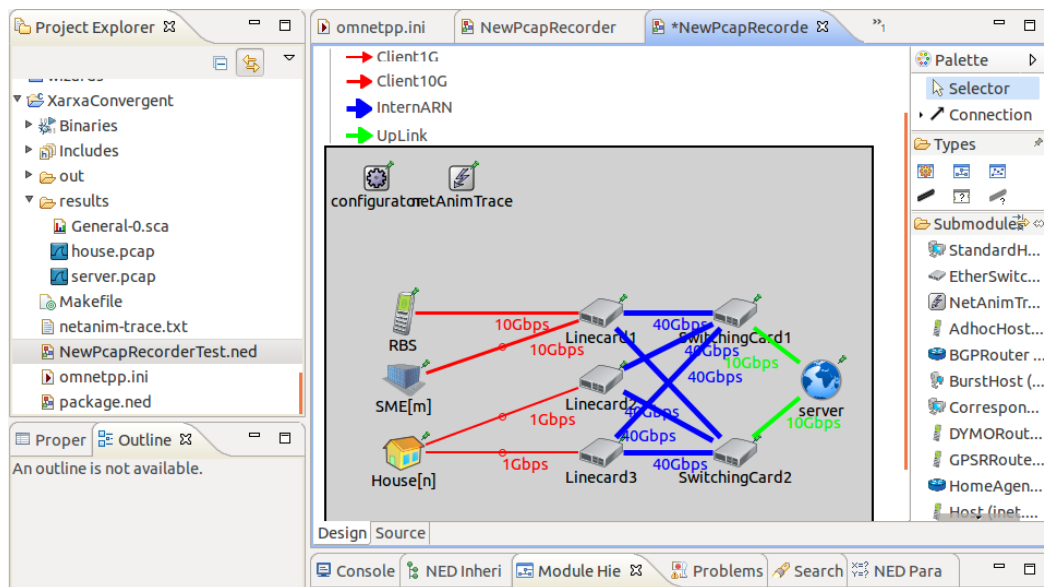 Project Explorer
omnetpp.ini
NewPcapRecorder
*NewPcapRecorde
»1
XarxaConvergent
Binaries
Includes
out
results
General-0.sca
house.pcap
server.pcap
Makefile
netanim-trace.txt
NewPcapRecorderTest.ned
omnetpp.ini
package.ned
Proper
Outline
An outline is not available.
Client1G
Client10G
InternARN
UpLink
configurator
netAnimTrace
RBS
10Gbps
Linecard1
40Gbps
SwitchingCard1
10Gbps
40Gbps
10Gbps
40Gbps
SME[m]
Linecard2
40Gbps
server
1Gbps
10Gbps
40Gbps
House[n]
1Gbps
Linecard3
40Gbps
SwitchingCard2
Design
Source
Palette
Selector
Connection
Types
Submodules
StandardH...
EtherSwitc...
NetAnimTr...
AdhocHost...
BGPRouter ...
BurstHost (...
Correspon...
DYMORout...
GPSRRoute...
HomeAgen...
Host (inet....
Console
NED Inheri
Module Hie
Problems
Search
NED Para